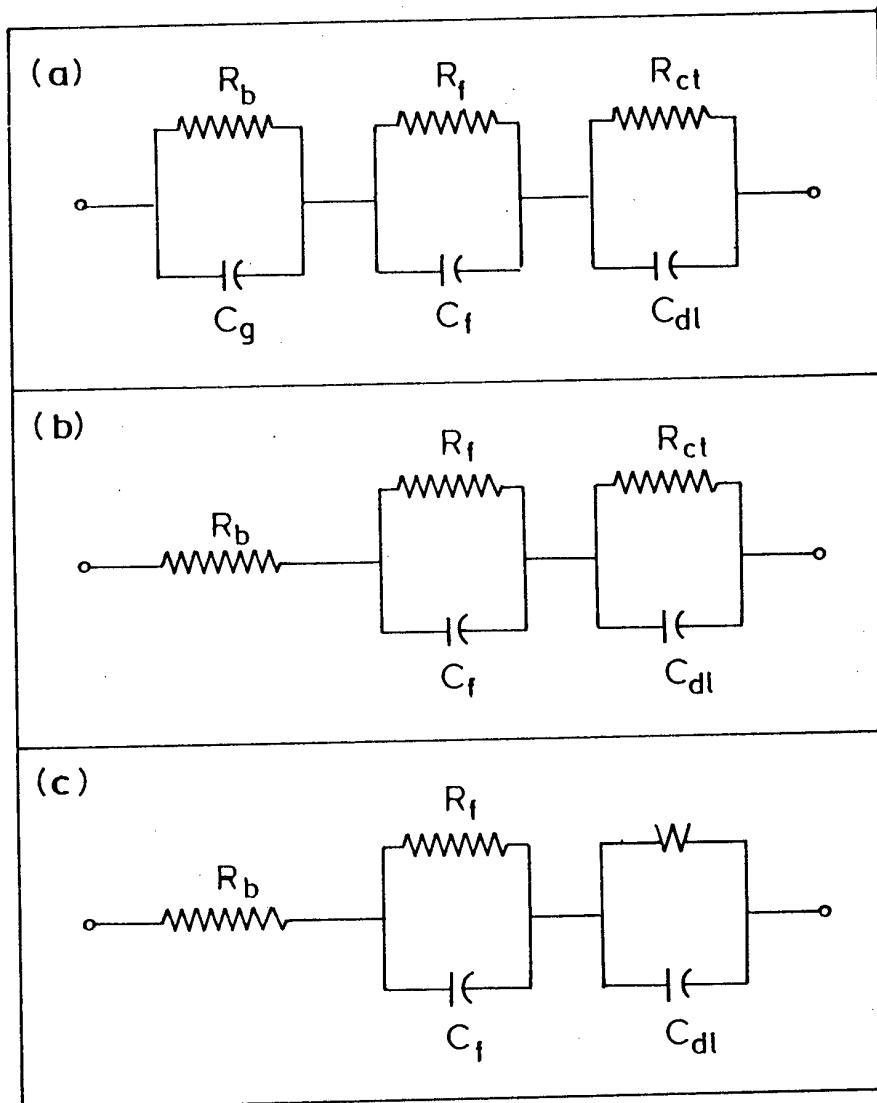 (a)
R_b R_f R_ct
C_g C_f C_dl
(b)
R_f R_ct
R_b
C_f C_dl
(c)
R_f W
R_b
C_f C_dl